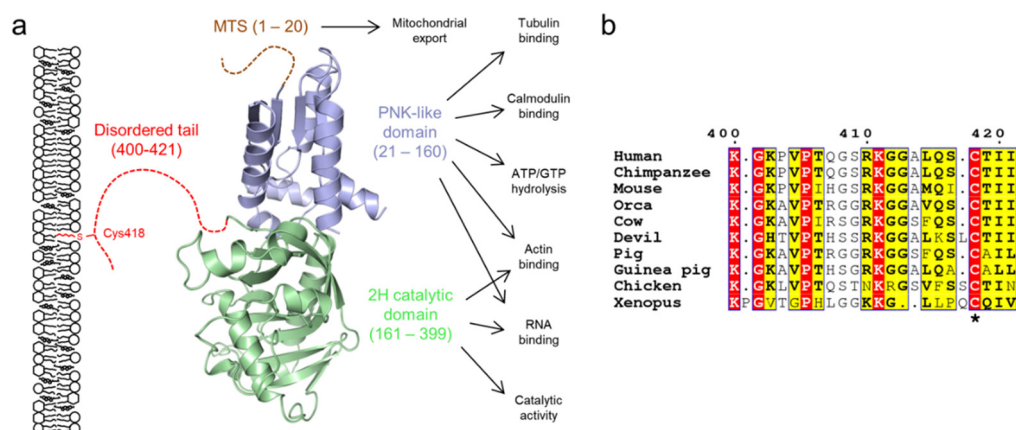 a
MTS (1 – 20)
Mitochondrial
export
Tubulin
binding
Calmodulin
binding
PNK-like
domain
(21 – 160)
ATP/GTP
hydrolysis
Disordered tail
(400-421)
S
Cys418
Actin
binding
2H catalytic
domain
(161 – 399)
RNA
binding
Catalytic
activity
b
400 410 420
Human K.GKPVPTQGSRKGGALQS.CTII
Chimpanzee K.GKPVPTQGSRKGGALQS.CTII
Mouse K.GKAVPIHGSRKGGAMQI.CTII
Orca K.GKAVPTRGGRKGGAVQS.CTII
Cow K.GKAVPTRGSRKGGSFQS.CTII
Devil K.GHTVPTHSSRKGGALKSLCTII
Pig K.GKAVPTRGSRKGGSFQS.CAIL
Guinea pig K.GKAVPTHSGRKGGALQA.CALL
Chicken K.GKLVPTQSTNKRGSVFSSCTIN
Xenopus KPGVTGPHLGGKKG..LLPQCQIV
*